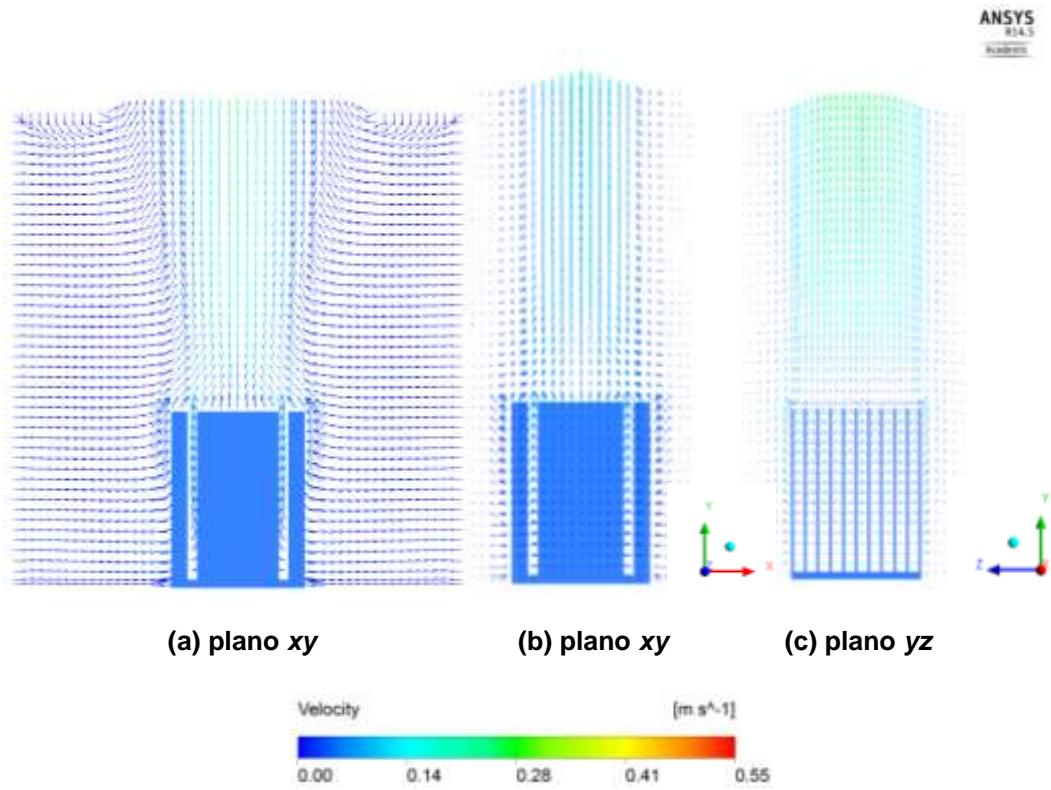 ANSYS
R14.5
Academic
Y
X
Y
Z
(a) plano xy
(b) plano xy
(c) plano yz
Velocity
[m s^-1]
0.00
0.14
0.28
0.41
0.55